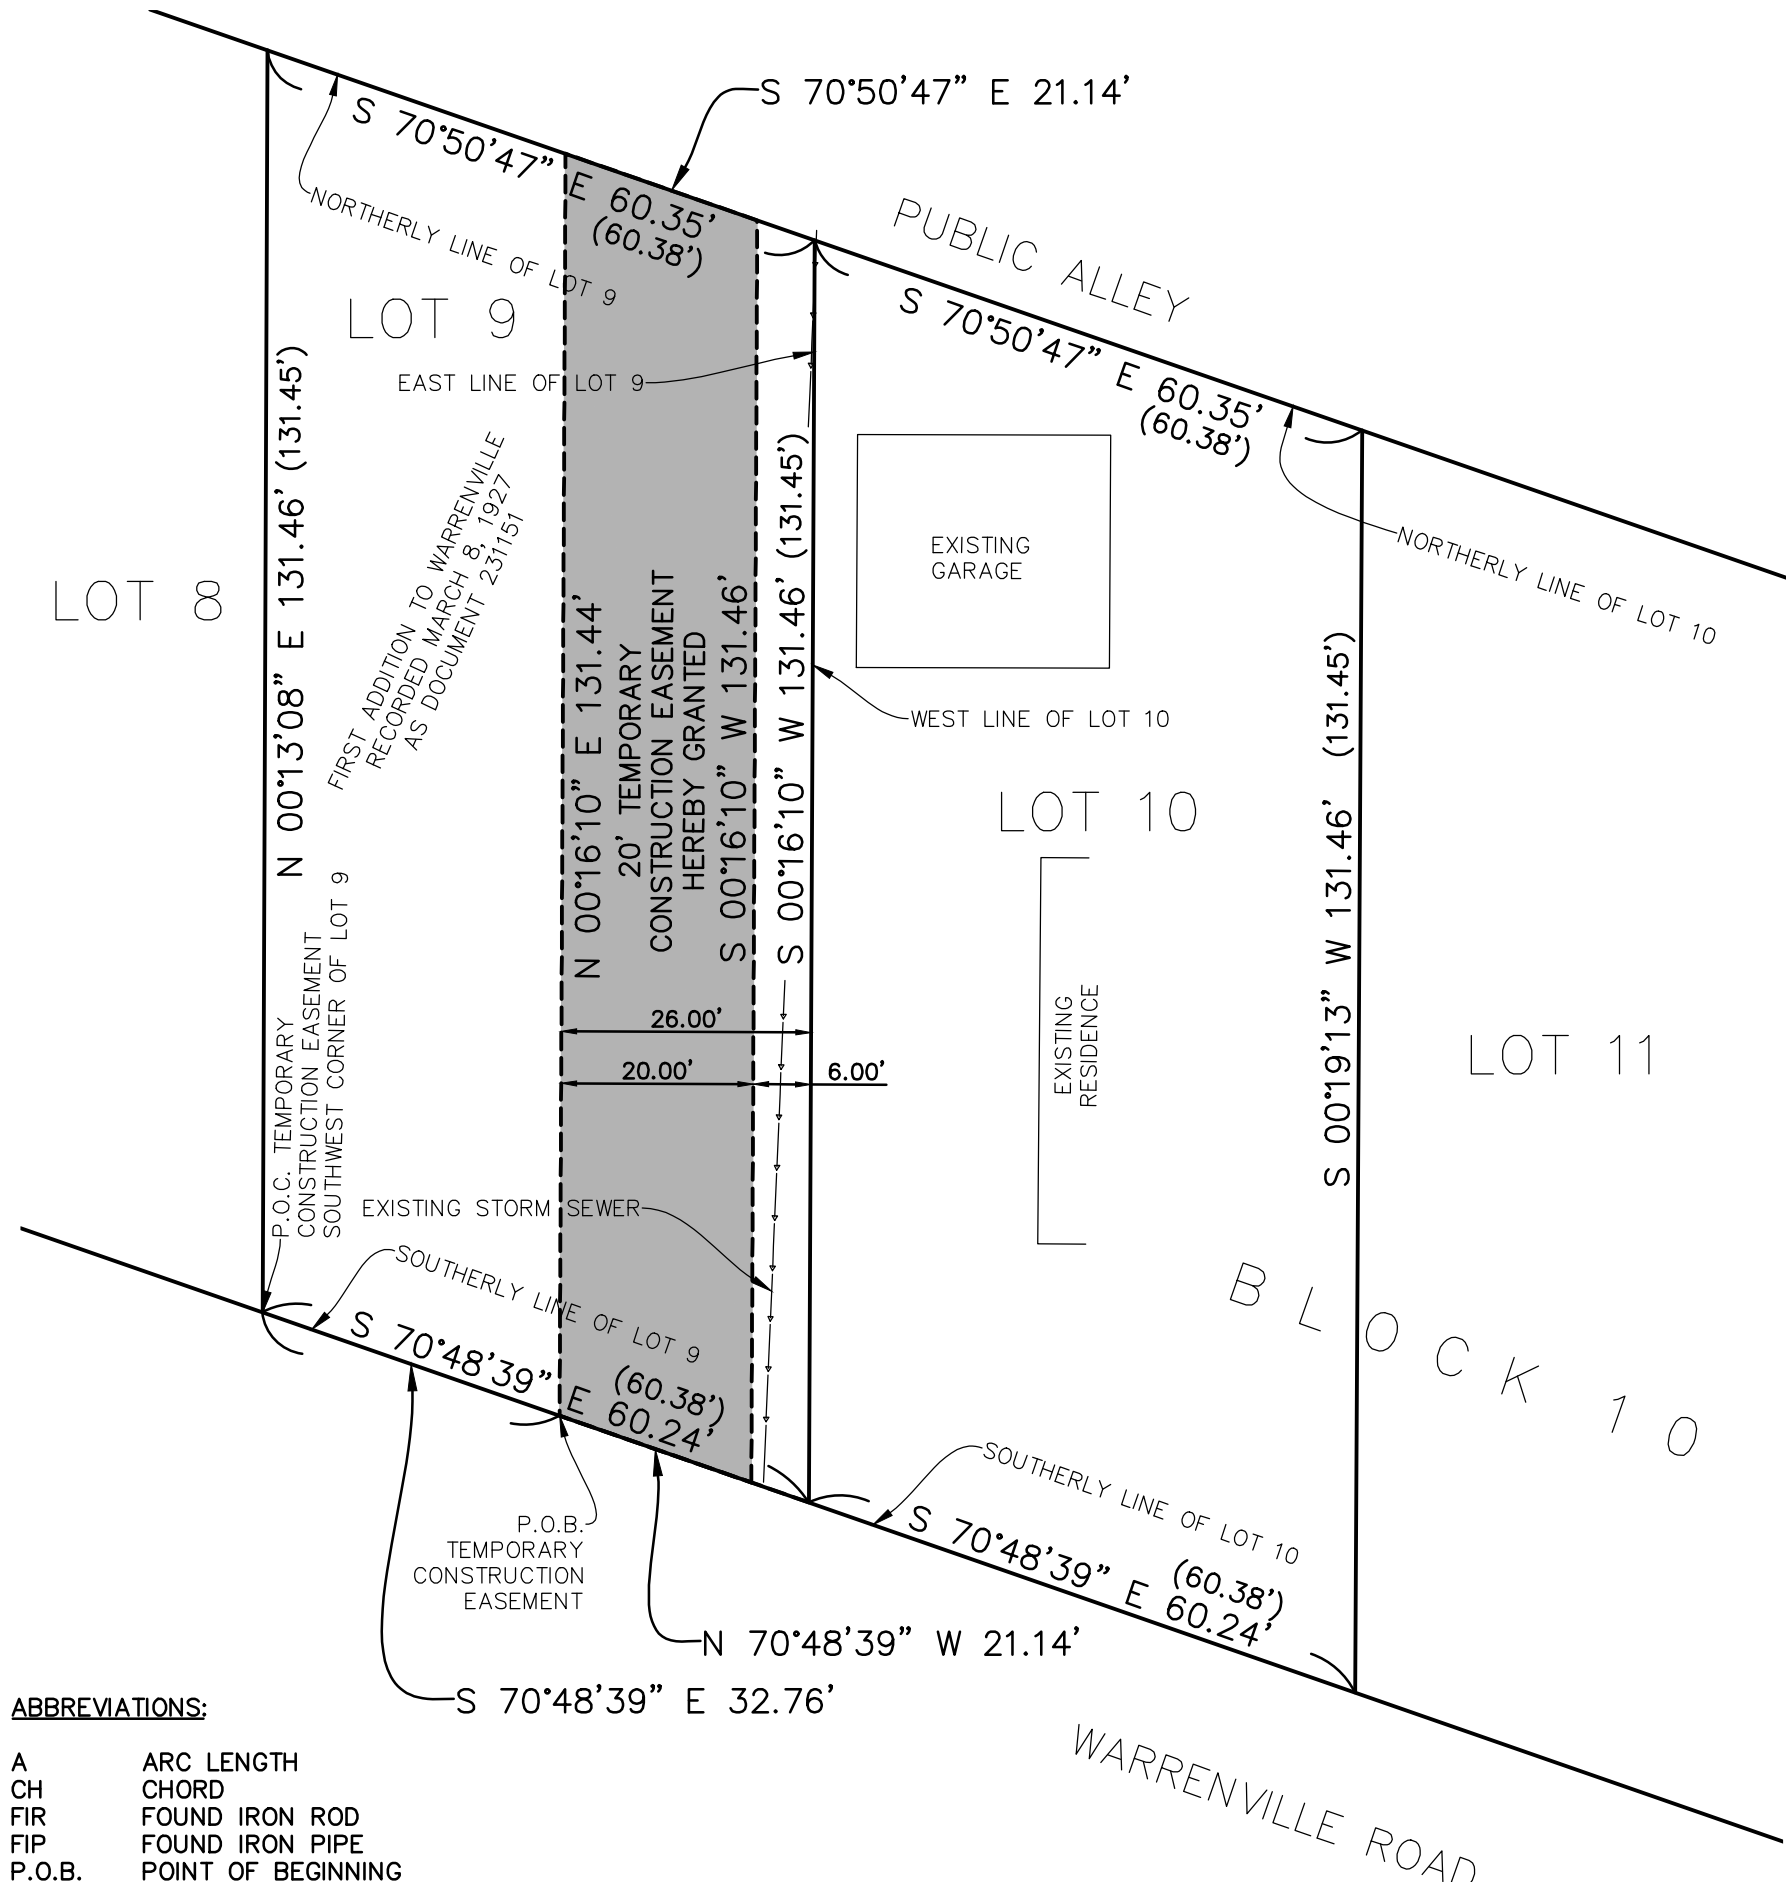 S 70°50'47" E 21.14'
S 70°50'47" E 60.35'
(60.38')
NORTHERLY LINE OF LOT 9
PUBLIC ALLEY
LOT 9
EAST LINE OF LOT 9
S 70°50'47" E 60.35'
(60.38')
NORTHERLY LINE OF LOT 10
LOT 8
N 00°13'08" E 131.46' (131.45')
FIRST ADDITION TO WARRENVILLE
RECORDED MARCH 8, 1927
AS DOCUMENT 231151
N 00°16'10" E 131.44'
20' TEMPORARY
CONSTRUCTION EASEMENT
HEREBY GRANTED
S 00°16'10" W 131.46'
S 00°16'10" W 131.46' (131.45')
EXISTING
GARAGE
WEST LINE OF LOT 10
LOT 10
S 00°19'13" W 131.46' (131.45')
LOT 11
P.O.C. TEMPORARY
CONSTRUCTION EASEMENT
SOUTHWEST CORNER OF LOT 9
26.00'
20.00'
6.00'
EXISTING
RESIDENCE
EXISTING STORM SEWER
SOUTHERLY LINE OF LOT 9
S 70°48'39" E 60.24'
(60.38')
BLOCK 10
P.O.B.
TEMPORARY
CONSTRUCTION
EASEMENT
SOUTHERLY LINE OF LOT 10
S 70°48'39" E 60.24'
(60.38')
N 70°48'39" W 21.14'
S 70°48'39" E 32.76'
WARRENVILLE ROAD
ABBREVIATIONS:
A ARC LENGTH
CH CHORD
FIR FOUND IRON ROD
FIP FOUND IRON PIPE
P.O.B. POINT OF BEGINNING